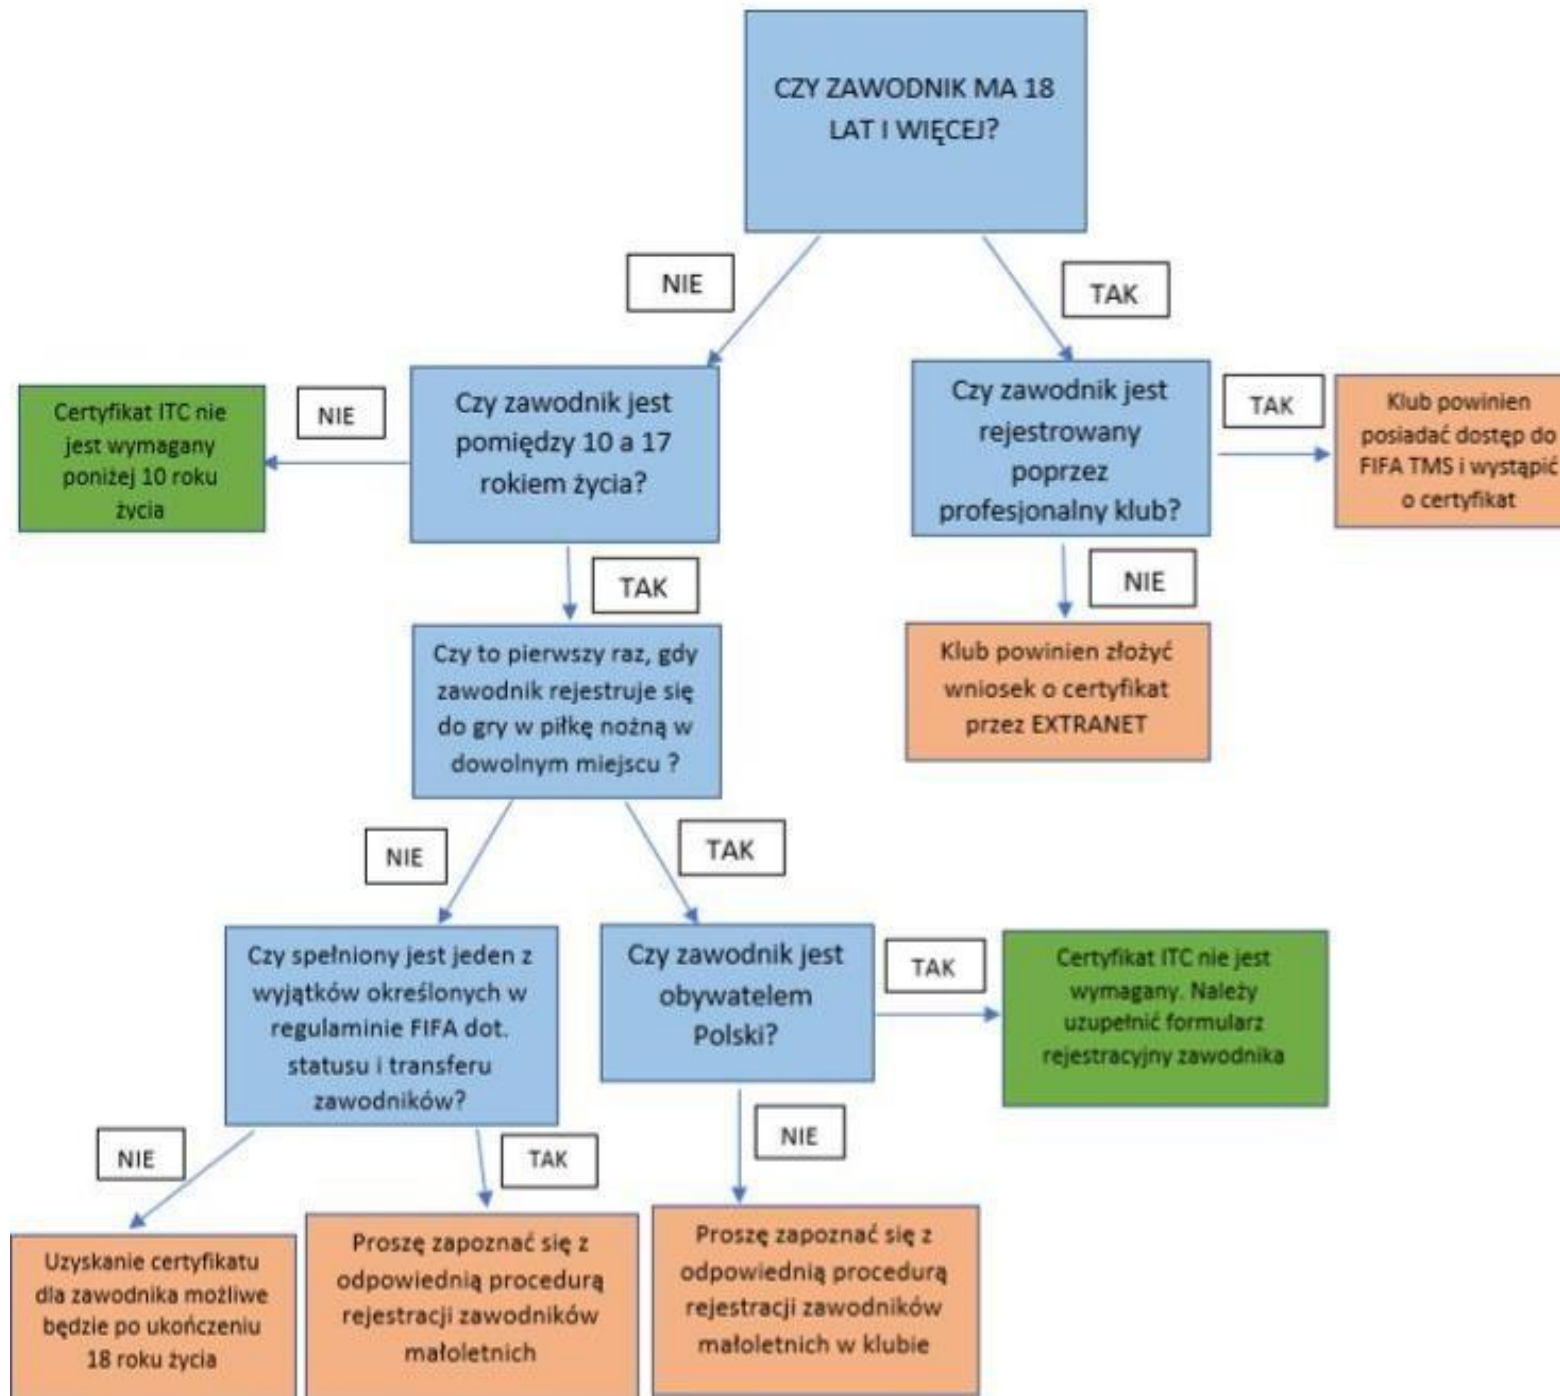 CZY ZAWODNIK MA 18
LAT I WIĘCEJ?
NIE
TAK
Certyfikat ITC nie
jest wymagany
poniżej 10 roku
życia
NIE
Czy zawodnik jest
pomiędzy 10 a 17
rokiem życia?
Czy zawodnik jest
rejestrowany
poprzez
profesjonalny klub?
TAK
Klub powinien
posiadać dostęp do
FIFA TMS i wystąpić
o certyfikat
TAK
NIE
Czy to pierwszy raz, gdy
zawodnik rejestruje się
do gry w piłkę nożną w
dowolnym miejscu ?
Klub powinien złożyć
wniosek o certyfikat
przez EXTRANET
NIE
TAK
Czy spełniony jest jeden z
wyjątków określonych w
regulaminie FIFA dot.
statusu i transferu
zawodników?
Czy zawodnik jest
obywatelem
Polski?
TAK
Certyfikat ITC nie jest
wymagany. Należy
uzupełnić formularz
rejestracyjny zawodnika
NIE
TAK
NIE
Uzyskanie certyfikatu
dla zawodnika możliwe
będzie po ukończeniu
18 roku życia
Proszę zapoznać się z
odpowiednią procedurą
rejestracji zawodników
małoletnich
Proszę zapoznać się z
odpowiednią procedurą
rejestracji zawodników
małoletnich w klubie